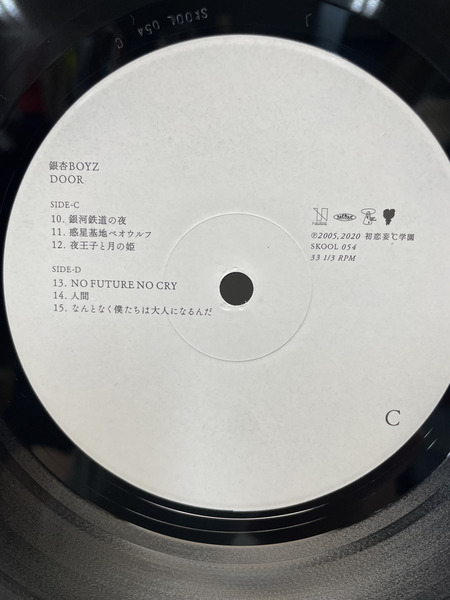 SKOOL 054 C
銀杏BOYZ
DOOR
SIDE-C
10. 銀河鉄道の夜
11. 惑星基地ベオウルフ
12. 夜王子と月の姫
SIDE-D
13. NO FUTURE NO CRY
14. 人間
15. なんとなく僕たちは大人になるんだ
℗2005, 2020 初恋妄℃学園
SKOOL 054
33 1/3 RPM
C